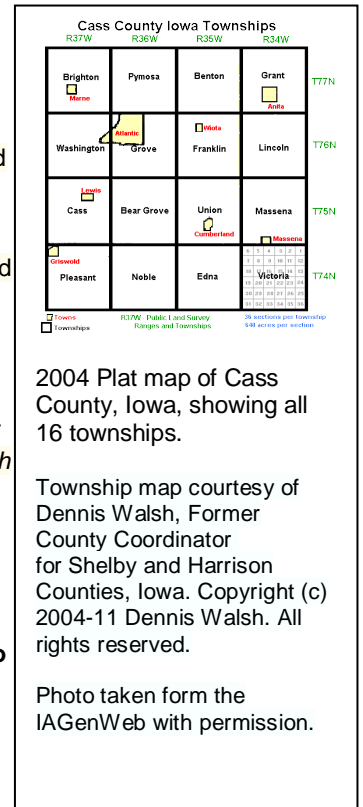 Cass County Iowa Townships
R37W R36W R35W R34W
Brighton Pymosa Benton Grant T77N
Marne Anita
Atlantic Wiota
Washington Grove Franklin Lincoln T76N
Lewis
Cass Bear Grove Union Massena T75N
Cumberland Massena
Griswold
Pleasant Noble Edna Victoria T74N
Towns R37W - Public Land Survey 36 sections per township
Townships Ranges and Townships 640 acres per section
d
d
h
o
2004 Plat map of Cass
County, Iowa, showing all
16 townships.
Township map courtesy of
Dennis Walsh, Former
County Coordinator
for Shelby and Harrison
Counties, Iowa. Copyright (c)
2004-11 Dennis Walsh. All
rights reserved.
Photo taken form the
IAGenWeb with permission.